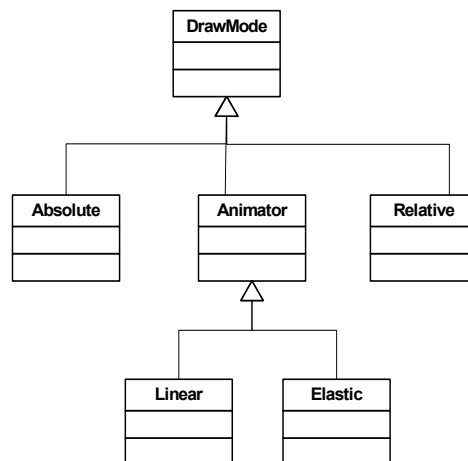 DrawMode
Absolute
Animator
Relative
Linear
Elastic